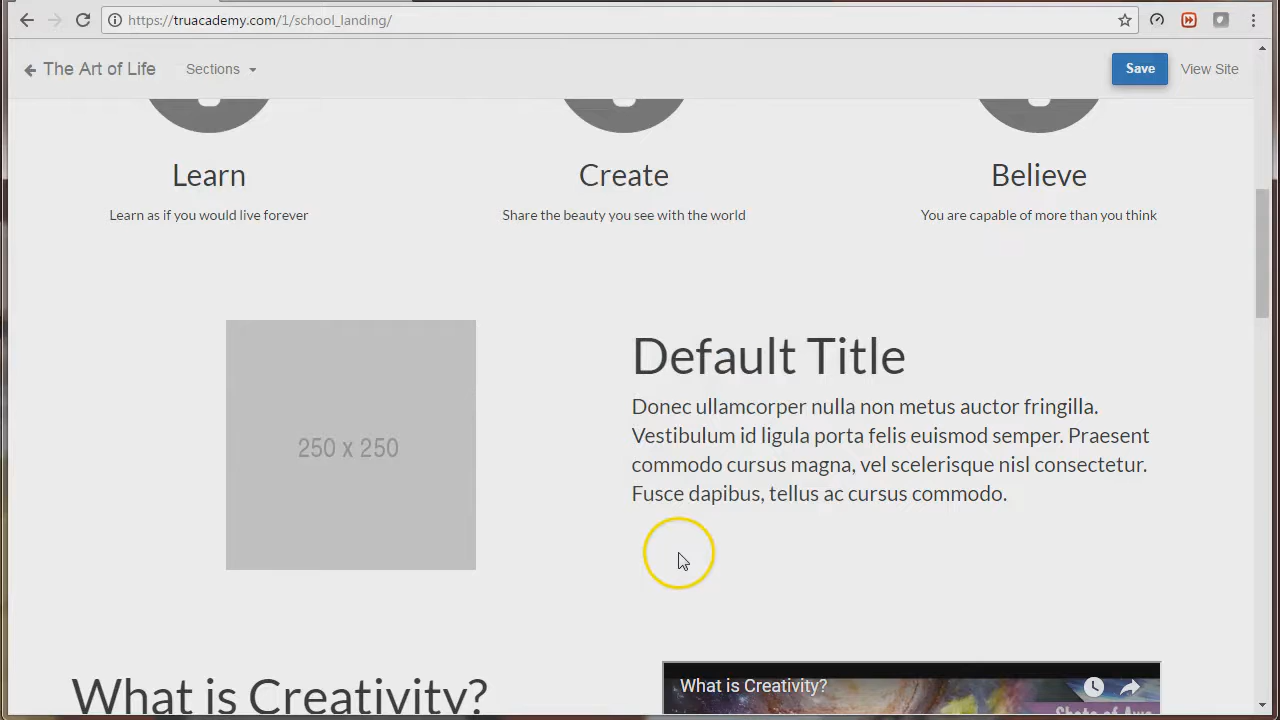 https://truacademy.com/1/school_landing/
The Art of Life Sections Save View Site
Learn Create Believe
Learn as if you would live forever Share the beauty you see with the world You are capable of more than you think
250 x 250
Default Title
Donec ullamcorper nulla non metus auctor fringilla.
Vestibulum id ligula porta felis euismod semper. Praesent
commodo cursus magna, vel scelerisque nisl consectetur.
Fusce dapibus, tellus ac cursus commodo.
What is Creativity?
What is Creativity?
Shots of Awe